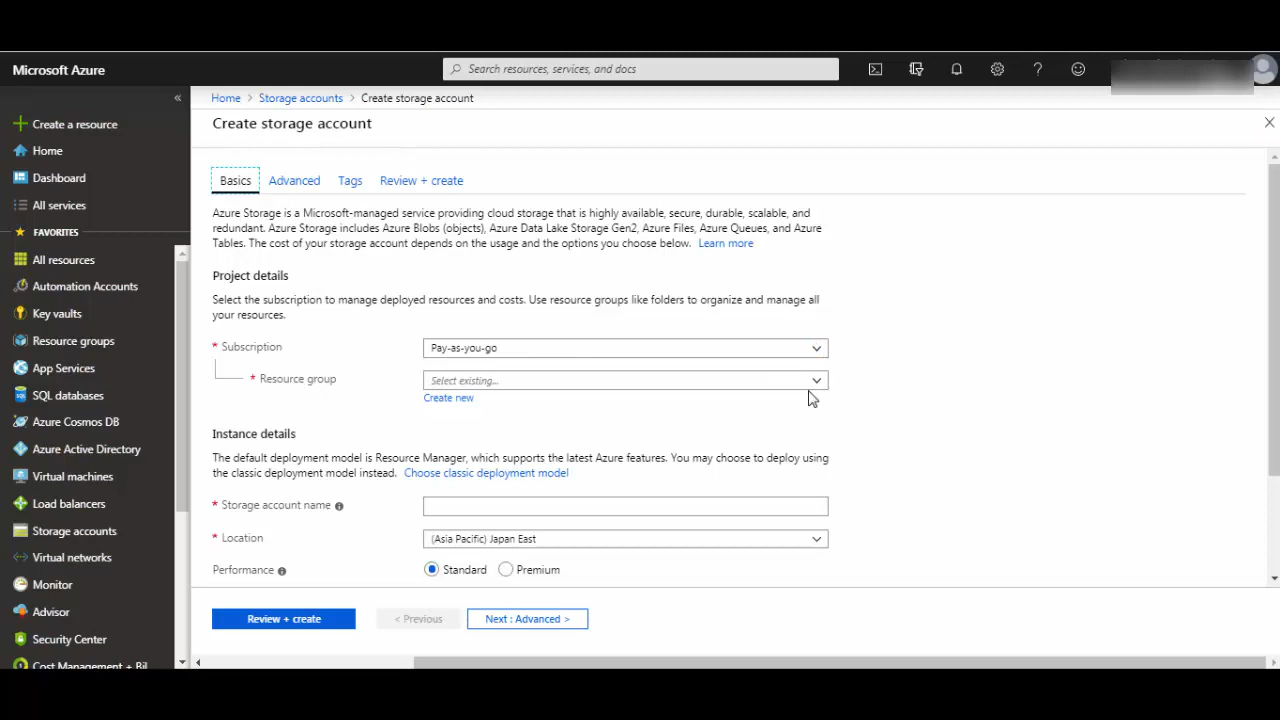 Microsoft Azure
Search resources, services, and docs
Create a resource
Home
Dashboard
All services
FAVORITES
All resources
Automation Accounts
Key vaults
Resource groups
App Services
SQL databases
Azure Cosmos DB
Azure Active Directory
Virtual machines
Load balancers
Storage accounts
Virtual networks
Monitor
Advisor
Security Center
Cost Management + Bil
Home > Storage accounts > Create storage account
Create storage account
Basics Advanced Tags Review + create
Azure Storage is a Microsoft-managed service providing cloud storage that is highly available, secure, durable, scalable, and
redundant. Azure Storage includes Azure Blobs (objects), Azure Data Lake Storage Gen2, Azure Files, Azure Queues, and Azure
Tables. The cost of your storage account depends on the usage and the options you choose below. Learn more
Project details
Select the subscription to manage deployed resources and costs. Use resource groups like folders to organize and manage all
your resources.
* Subscription Pay-as-you-go
* Resource group Select existing...
Create new
Instance details
The default deployment model is Resource Manager, which supports the latest Azure features. You may choose to deploy using
the classic deployment model instead. Choose classic deployment model
* Storage account name
* Location (Asia Pacific) Japan East
Performance Standard Premium
Review + create < Previous Next : Advanced >